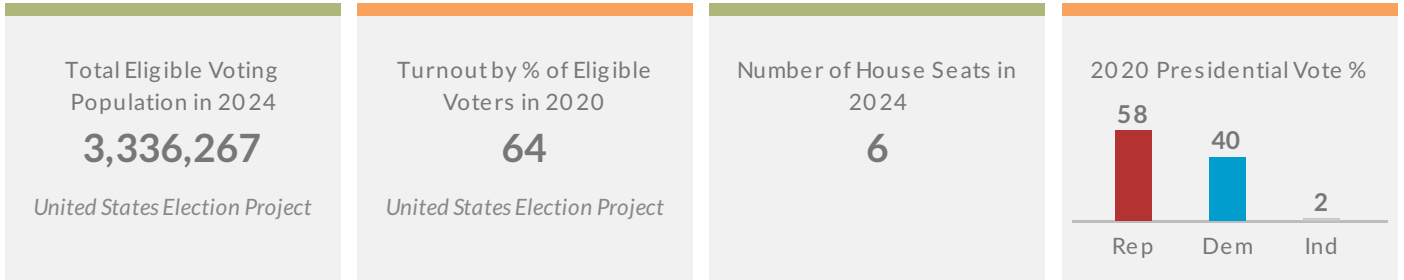 Total Eligible Voting
Population in 2024
3,336,267
United States Election Project
Turnout by % of Eligible
Voters in 2020
64
United States Election Project
Number of House Seats in
2024
6
2020 Presidential Vote %
58
40
2
Rep
Dem
Ind